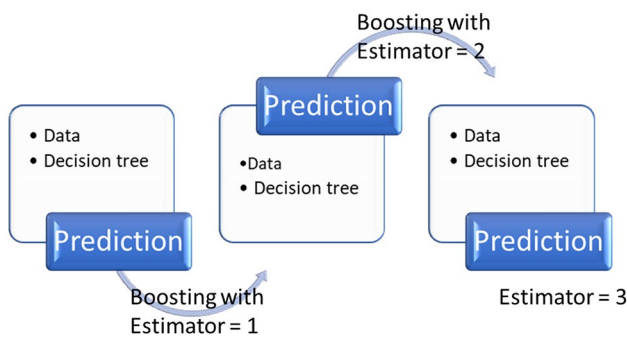 • Data
• Decision tree
Prediction
Boosting with
Estimator = 1
Prediction
•Data
• Decision tree
Boosting with
Estimator = 2
• Data
• Decision tree
Prediction
Estimator = 3